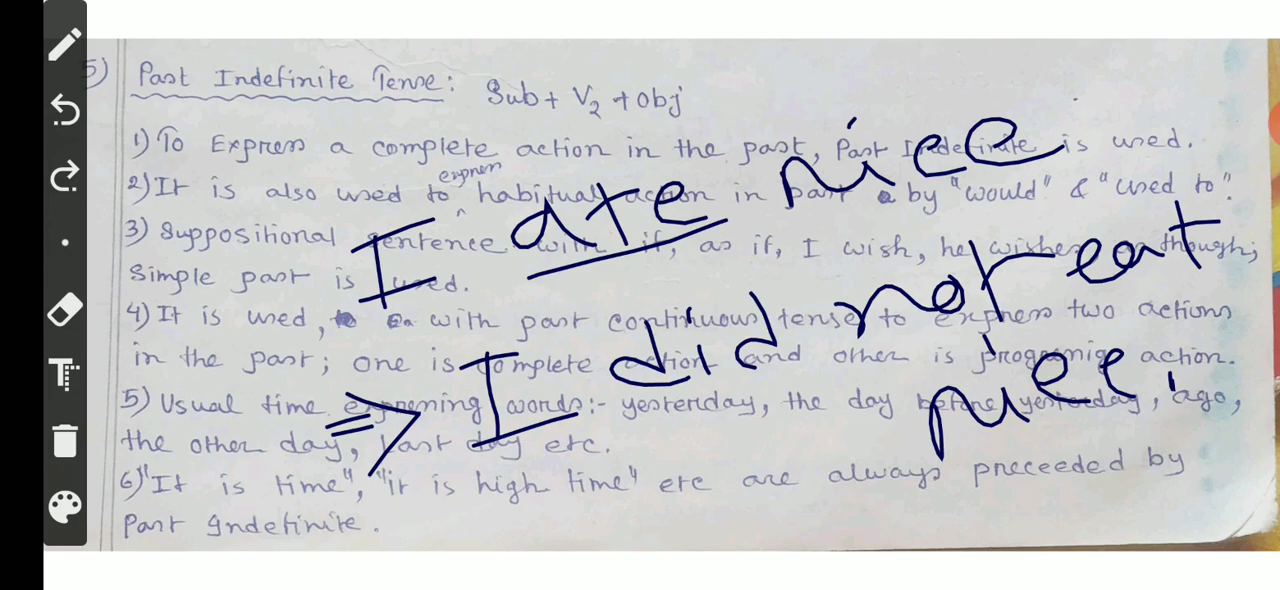 5) Past Indefinite Tense: Sub + V2 + Obj
1) To Express a complete action in the past, Past Indefinite is used.
2) It is also used to express habitual action in past by "would" & "used to".
3) Suppositional sentence with if, as if, I wish, he wishes, as though;
Simple past is used.
4) It is used, with past continuous tense to express two actions
in the past; one is complete action and other is progressing action.
5) Usual time expressing words:- yesterday, the day before yesterday, ago,
the other day, last day etc.
6) "It is time", "it is high time" etc are always preceeded by
Past Indefinite.
I ate rice
⇒ I did not eat
rice.